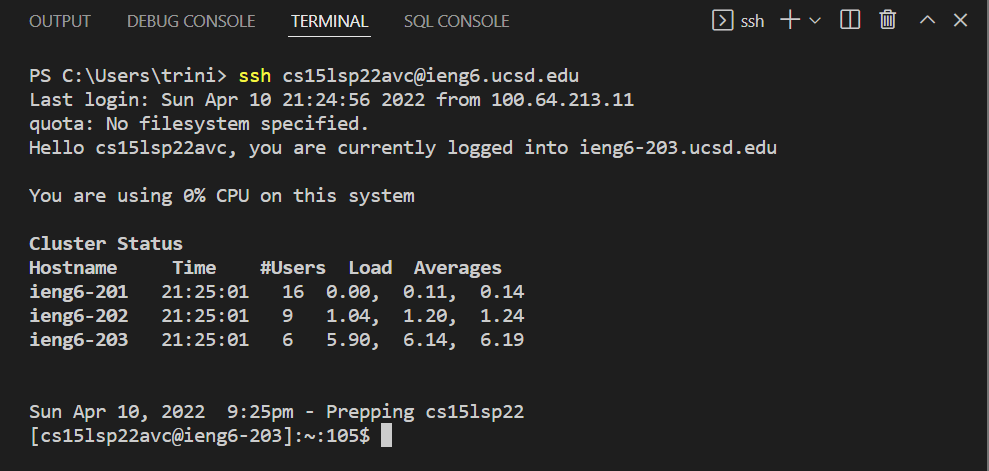 OUTPUT DEBUG CONSOLE TERMINAL SQL CONSOLE ssh
PS C:\Users\trini> ssh cs15lsp22avc@ieng6.ucsd.edu
Last login: Sun Apr 10 21:24:56 2022 from 100.64.213.11
quota: No filesystem specified.
Hello cs15lsp22avc, you are currently logged into ieng6-203.ucsd.edu
You are using 0% CPU on this system
Cluster Status
Hostname     Time    #Users  Load  Averages
ieng6-201   21:25:01   16  0.00,  0.11,  0.14
ieng6-202   21:25:01   9   1.04,  1.20,  1.24
ieng6-203   21:25:01   6   5.90,  6.14,  6.19
Sun Apr 10, 2022  9:25pm - Prepping cs15lsp22
[cs15lsp22avc@ieng6-203]:~:105$